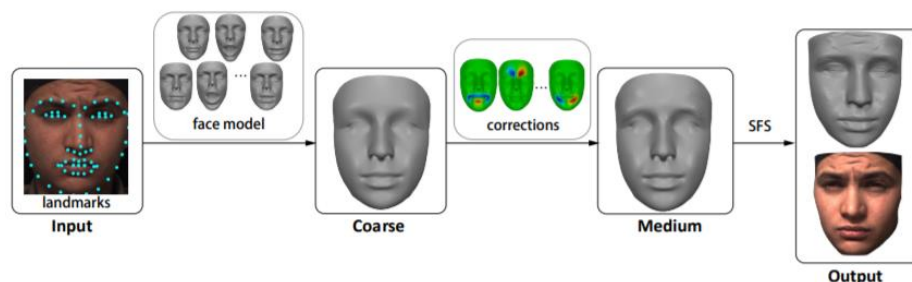 face model
...
corrections
...
SFS
landmarks
Input
Coarse
Medium
Output